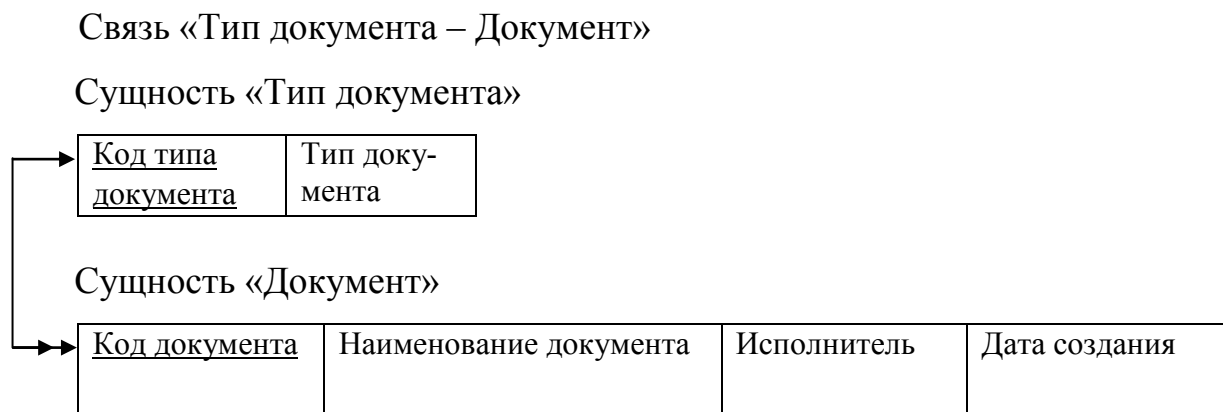 Связь «Тип документа – Документ»
Сущность «Тип документа»
Код типа Тип доку-
документа мента
Сущность «Документ»
Код документа Наименование документа Исполнитель Дата создания